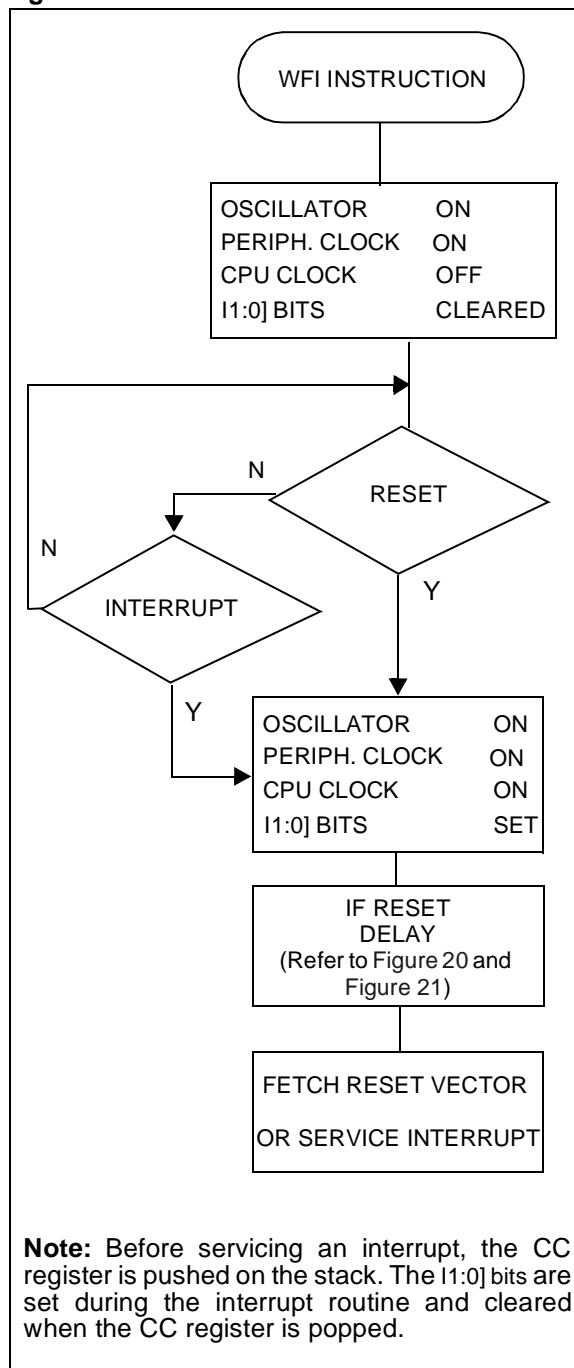 WFI INSTRUCTION
OSCILLATOR ON
PERIPH. CLOCK ON
CPU CLOCK OFF
I1:0] BITS CLEARED
N
RESET
N
Y
INTERRUPT
Y
OSCILLATOR ON
PERIPH. CLOCK ON
CPU CLOCK ON
I1:0] BITS SET
IF RESET
DELAY
(Refer to Figure 20 and
Figure 21)
FETCH RESET VECTOR
OR SERVICE INTERRUPT
Note: Before servicing an interrupt, the CC
register is pushed on the stack. The I1:0] bits are
set during the interrupt routine and cleared
when the CC register is popped.